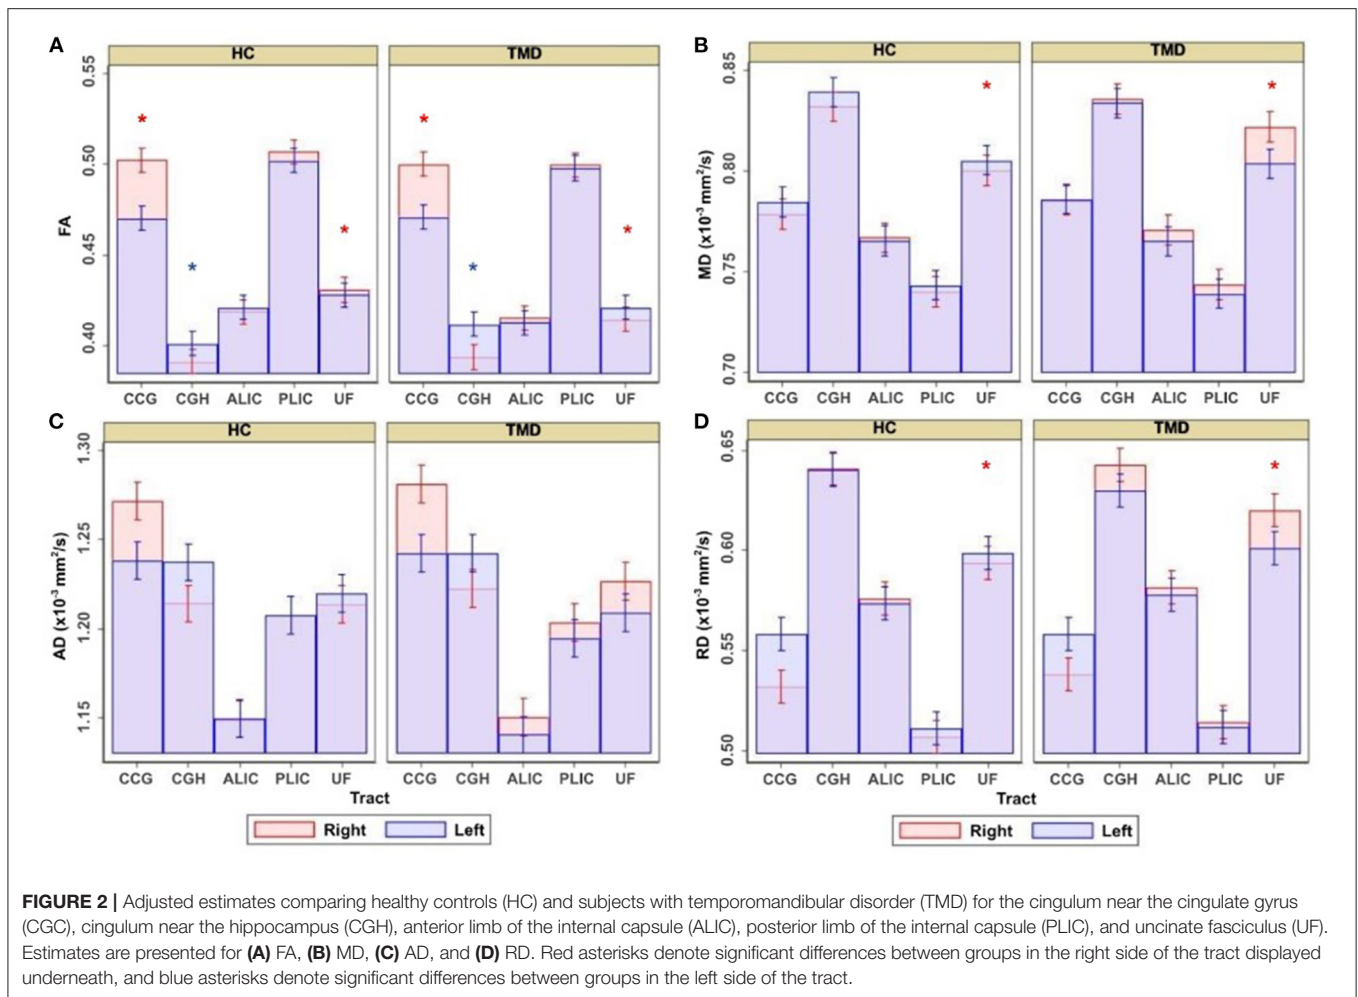 A
HC
TMD
FA
0.55
0.50
0.45
0.40
*
*
*
*
*
*
CCG CGH ALIC PLIC UF
CCG CGH ALIC PLIC UF
B
HC
TMD
MD (x10⁻³ mm²/s)
0.85
0.80
0.75
0.70
*
*
CCG CGH ALIC PLIC UF
CCG CGH ALIC PLIC UF
C
HC
TMD
AD (x10⁻³ mm²/s)
1.30
1.25
1.20
1.15
CCG CGH ALIC PLIC UF
CCG CGH ALIC PLIC UF
Tract
Right Left
D
HC
TMD
RD (x10⁻³ mm²/s)
0.65
0.60
0.55
0.50
*
*
CCG CGH ALIC PLIC UF
CCG CGH ALIC PLIC UF
Tract
Right Left
FIGURE 2 | Adjusted estimates comparing healthy controls (HC) and subjects with temporomandibular disorder (TMD) for the cingulum near the cingulate gyrus
(CGC), cingulum near the hippocampus (CGH), anterior limb of the internal capsule (ALIC), posterior limb of the internal capsule (PLIC), and uncinate fasciculus (UF).
Estimates are presented for (A) FA, (B) MD, (C) AD, and (D) RD. Red asterisks denote significant differences between groups in the right side of the tract displayed
underneath, and blue asterisks denote significant differences between groups in the left side of the tract.